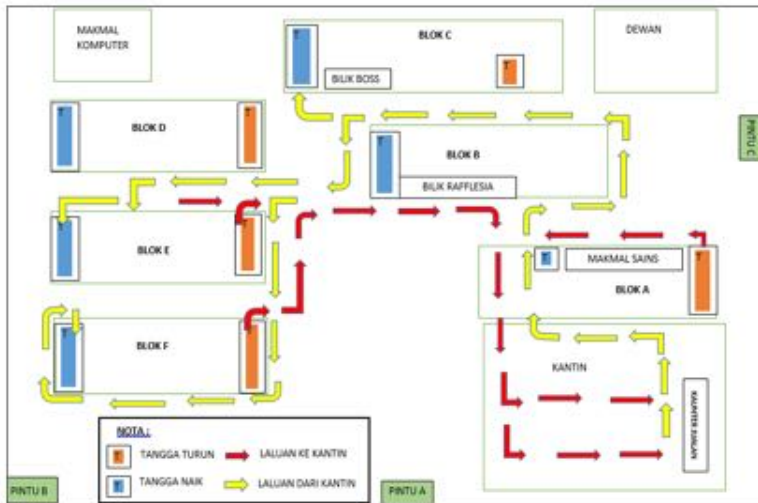 MAKMAL
KOMPUTER
T
BLOK C
BILIK BOSS
T
DEWAN
T
BLOK D
T
T
BLOK B
BILIK RAFFLESIA
PINTU C
T
BLOK E
T
T
MAKMAL SAINS
BLOK A
T
T
BLOK F
T
KANTIN
KAUNTER JUALAN
NOTA :
T
TANGGA TURUN
LALUAN KE KANTIN
T
TANGGA NAIK
LALUAN DARI KANTIN
PINTU B
PINTU A